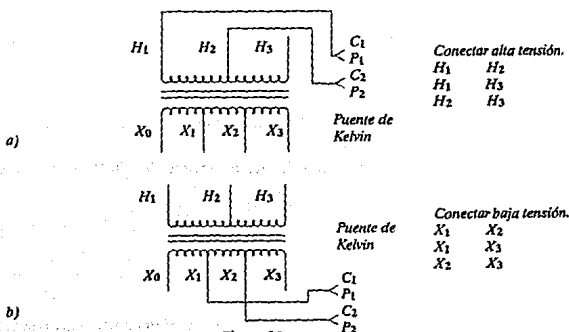 H1 H2 H3
C1
P1
C2
P2
Conectar alta tensión.
H1 H2
H1 H3
H2 H3
X0 X1 X2 X3
Puente de
Kelvin
a)
H1 H2 H3
Puente de
Kelvin
Conectar baja tensión.
X1 X2
X1 X3
X2 X3
X0 X1 X2 X3
C1
P1
C2
P2
b)